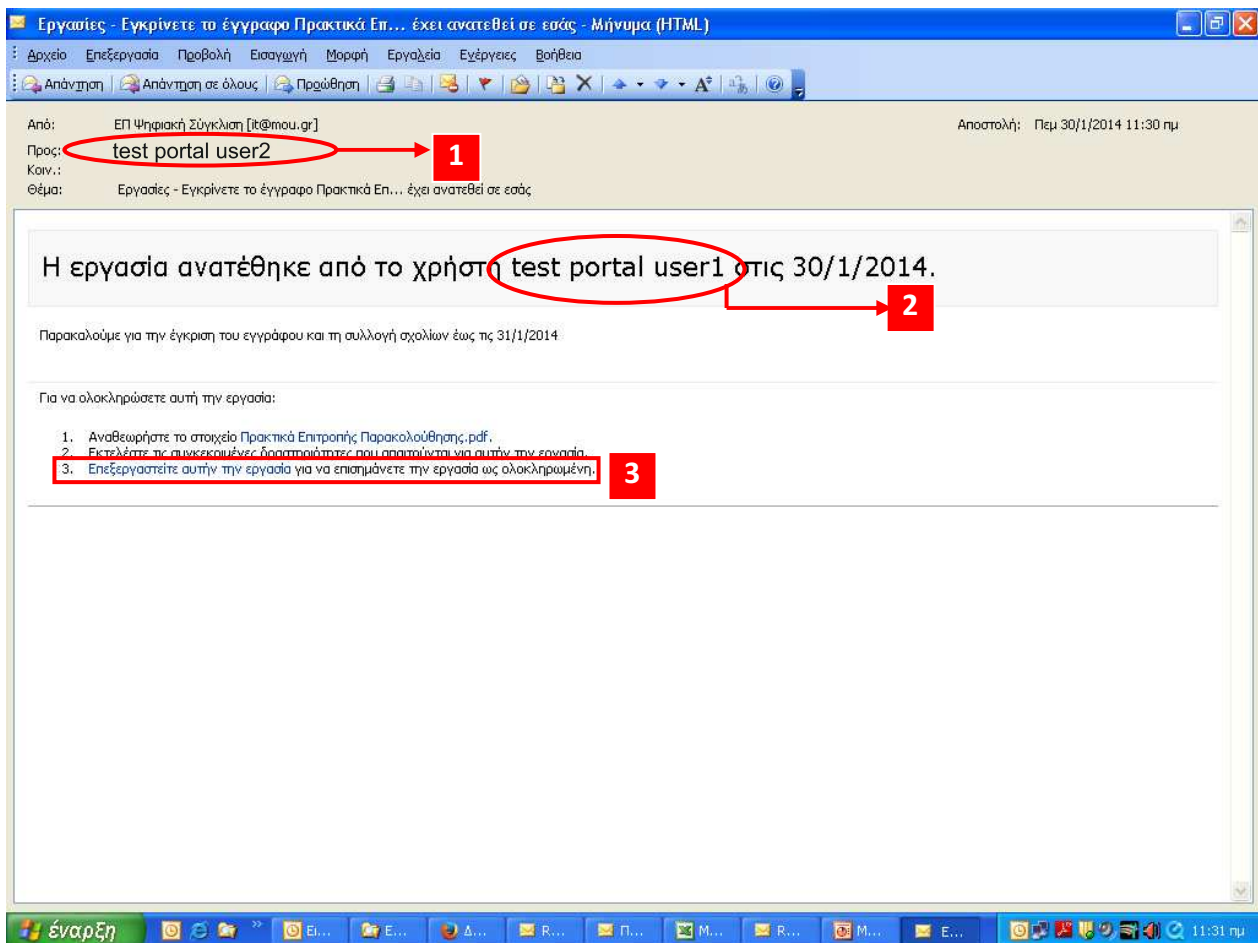 Εργασίες - Εγκρίνετε το έγγραφο Πρακτικά Επ... έχει ανατεθεί σε εσάς - Μήνυμα (HTML)
Αρχείο Επεξεργασία Προβολή Εισαγωγή Μορφή Εργαλεία Ενέργειες Βοήθεια
Απάντηση Απάντηση σε όλους Προώθηση
Από: ΕΠ Ψηφιακή Σύγκλιση [it@mou.gr] Αποστολή: Πεμ 30/1/2014 11:30 πμ
Προς: test portal user2 1
Κοιν.:
Θέμα: Εργασίες - Εγκρίνετε το έγγραφο Πρακτικά Επ... έχει ανατεθεί σε εσάς
Η εργασία ανατέθηκε από το χρήστη test portal user1 στις 30/1/2014.
2
Παρακαλούμε για την έγκριση του εγγράφου και τη συλλογή σχολίων έως τις 31/1/2014
Για να ολοκληρώσετε αυτή την εργασία:
1. Αναθεωρήστε το στοιχείο Πρακτικά Επιτροπής Παρακολούθησης.pdf.
2. Εκτελέστε τις συγκεκριμένες δραστηριότητες που απαιτούνται για αυτήν την εργασία.
3. Επεξεργαστείτε αυτήν την εργασία για να επισημάνετε την εργασία ως ολοκληρωμένη. 3
έναρξη Ει... Ε... Δ... R... Π... M... R... M... Ε... 11:31 πμ